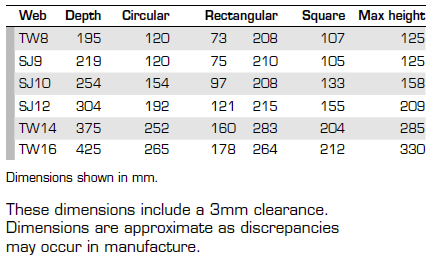 Web Depth Circular Rectangular Square Max height
TW8 195 120 73 208 107 125
SJ9 219 120 75 210 105 125
SJ10 254 154 97 208 133 158
SJ12 304 192 121 215 155 209
TW14 375 252 160 283 204 285
TW16 425 265 178 264 212 330
Dimensions shown in mm.
These dimensions include a 3mm clearance.
Dimensions are approximate as discrepancies
may occur in manufacture.